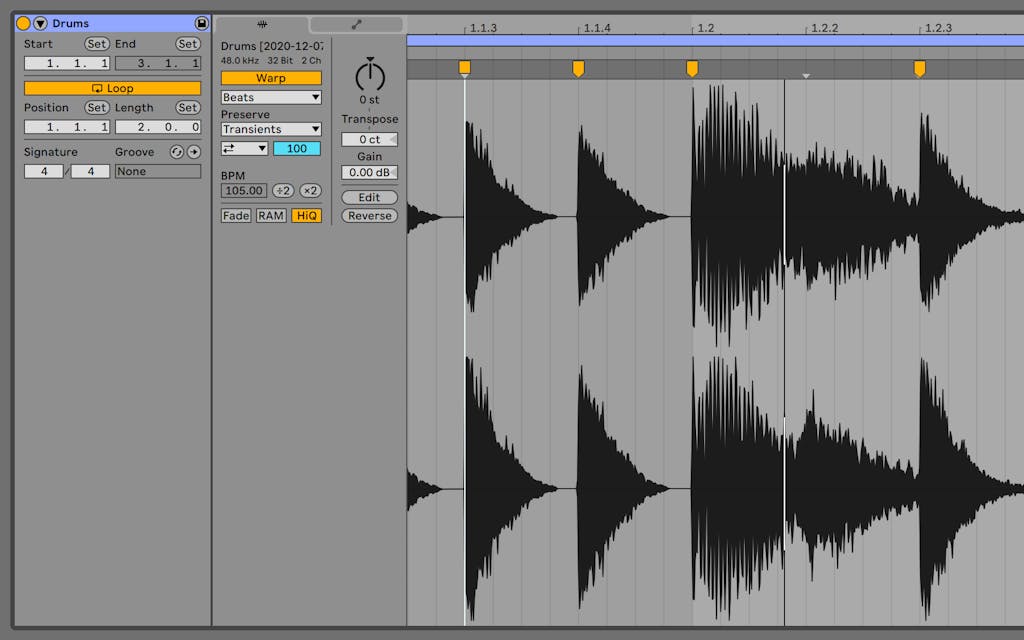 Drums
Start Set End Set
1. 1. 1 3. 1. 1
Loop
Position Set Length Set
1. 1. 1 2. 0. 0
Signature Groove
4 / 4 None
Drums [2020-12-07
48.0 kHz 32 Bit 2 Ch
Warp
Beats
Preserve
Transients
100
BPM
105.00 ÷2 ×2
Fade RAM HiQ
0 st
Transpose
0 ct
Gain
0.00 dB
Edit
Reverse
1.1.3 1.1.4 1.2 1.2.2 1.2.3